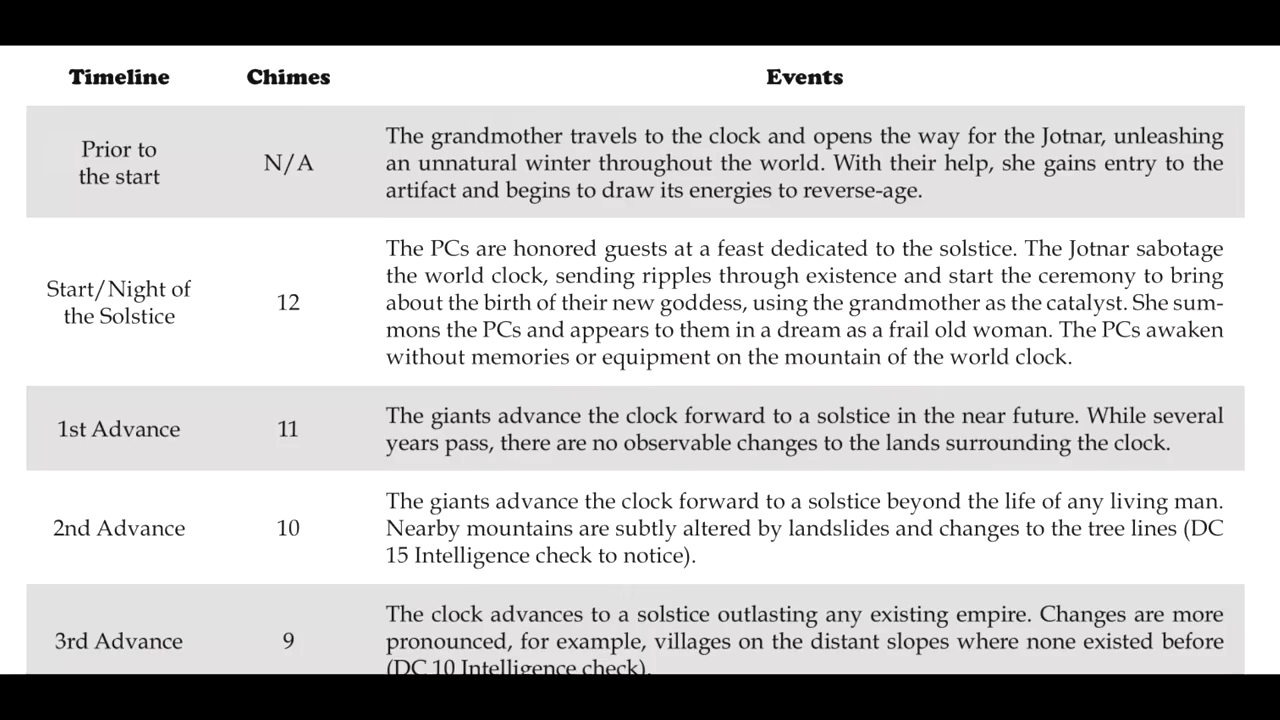 Timeline Chimes Events
Prior to
the start
N/A
The grandmother travels to the clock and opens the way for the Jotnar, unleashing
an unnatural winter throughout the world. With their help, she gains entry to the
artifact and begins to draw its energies to reverse-age.
Start/Night of
the Solstice
12
The PCs are honored guests at a feast dedicated to the solstice. The Jotnar sabotage
the world clock, sending ripples through existence and start the ceremony to bring
about the birth of their new goddess, using the grandmother as the catalyst. She sum-
mons the PCs and appears to them in a dream as a frail old woman. The PCs awaken
without memories or equipment on the mountain of the world clock.
1st Advance
11
The giants advance the clock forward to a solstice in the near future. While several
years pass, there are no observable changes to the lands surrounding the clock.
2nd Advance
10
The giants advance the clock forward to a solstice beyond the life of any living man.
Nearby mountains are subtly altered by landslides and changes to the tree lines (DC
15 Intelligence check to notice).
3rd Advance
9
The clock advances to a solstice outlasting any existing empire. Changes are more
pronounced, for example, villages on the distant slopes where none existed before
(DC 10 Intelligence check).